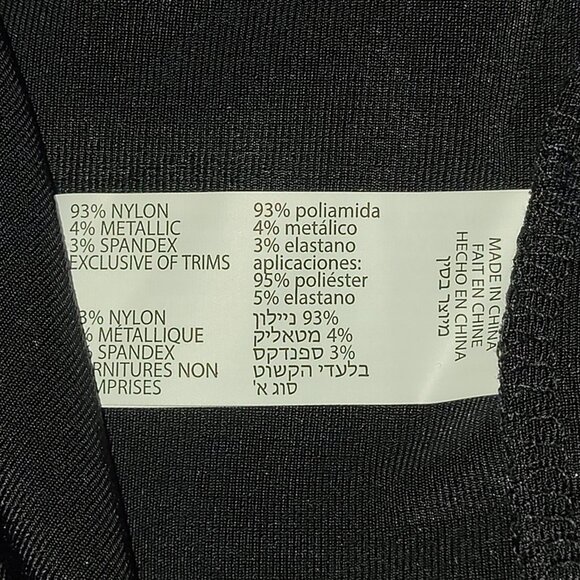 93% NYLON
4% METALLIC
3% SPANDEX
EXCLUSIVE OF TRIMS
3% NYLON
% MÉTALLIQUE
% SPANDEX
RNITURES NON
MPRISES
93% poliamida
4% metálico
3% elastano
aplicaciones:
95% poliéster
5% elastano
93% ניילון
4% מטאליק
3% ספנדקס
בלעדי הקשוט
סוג א'
MADE IN CHINA
FAIT EN CHINE
HECHO EN CHINA
מיוצר בסין